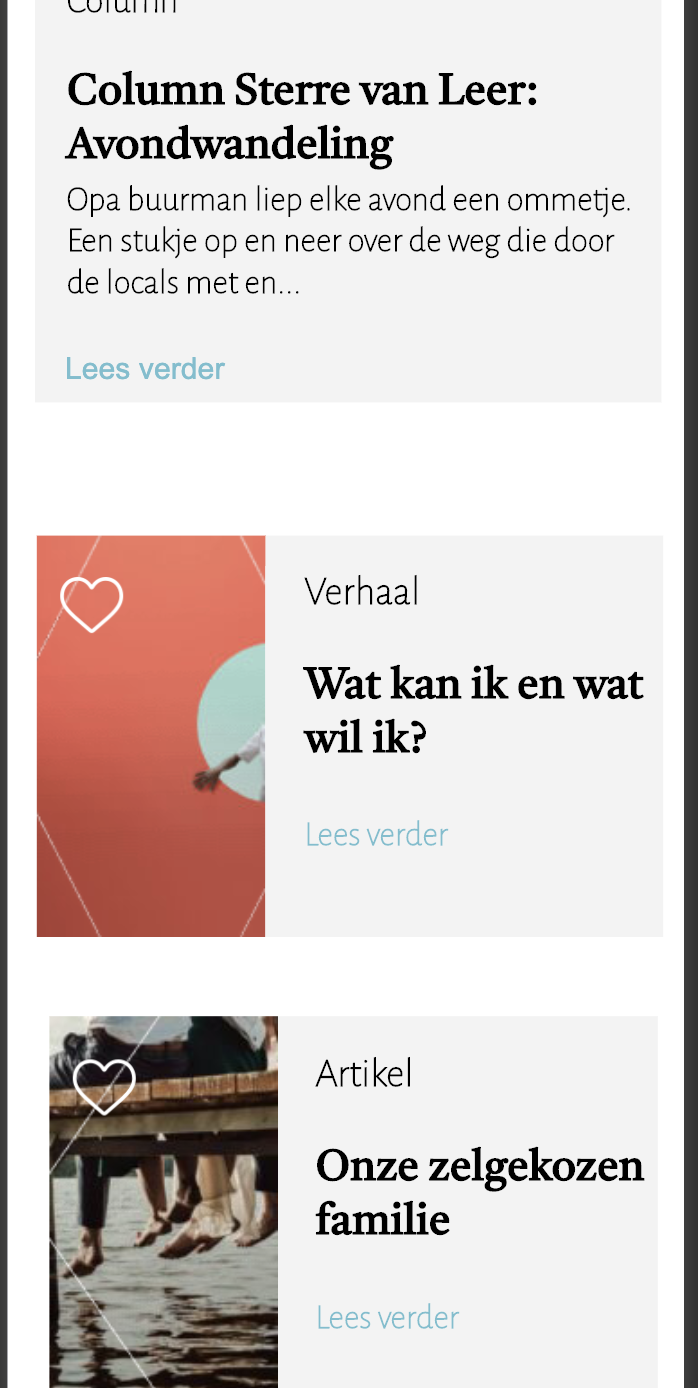 Column
Column Sterre van Leer:
Avondwandeling
Opa buurman liep elke avond een ommetje.
Een stukje op en neer over de weg die door
de locals met en...
Lees verder
Verhaal
Wat kan ik en wat
wil ik?
Lees verder
Artikel
Onze zelgekozen
familie
Lees verder